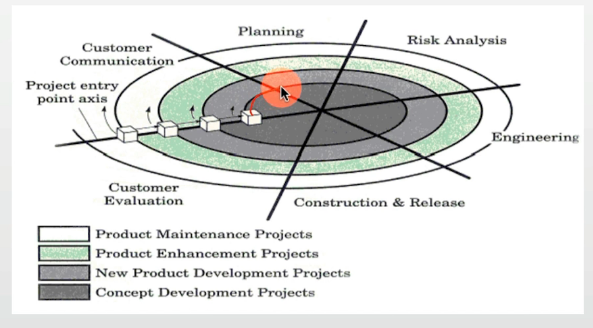 Planning
Risk Analysis
Customer
Communication
Project entry
point axis
Engineering
Customer
Evaluation
Construction & Release
Product Maintenance Projects
Product Enhancement Projects
New Product Development Projects
Concept Development Projects